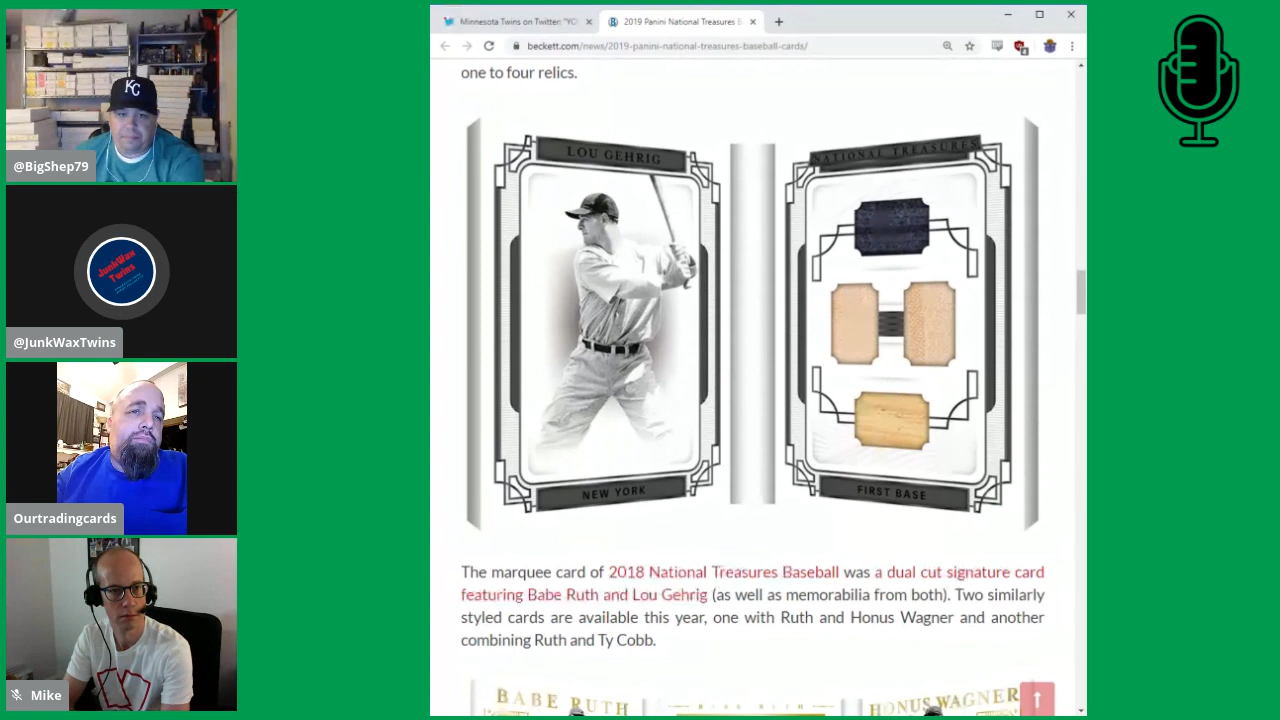 KC
@BigShep79
JunkWax
Twins
@JunkWaxTwins
Ourtradingcards
Mike
Minnesota Twins on Twitter: "YO
2019 Panini National Treasures B
beckett.com/news/2019-panini-national-treasures-baseball-cards/
one to four relics.
LOU GEHRIG
NATIONAL TREASURES
NEW YORK
FIRST BASE
The marquee card of 2018 National Treasures Baseball was a dual cut signature card
featuring Babe Ruth and Lou Gehrig (as well as memorabilia from both). Two similarly
styled cards are available this year, one with Ruth and Honus Wagner and another
combining Ruth and Ty Cobb.
BABE RUTH
HONUS WAGNER